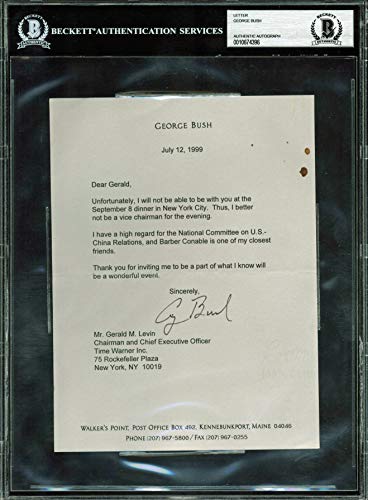 BECKETT AUTHENTICATION SERVICES
LETTER
GEORGE BUSH
AUTHENTIC AUTOGRAPH
0010674396
GEORGE BUSH
July 12, 1999
Dear Gerald,
Unfortunately, I will not be able to be with you at the
September 8 dinner in New York City. Thus, I better
not be a vice chairman for the evening.
I have a high regard for the National Committee on U.S.-
China Relations, and Barber Conable is one of my closest
friends.
Thank you for inviting me to be a part of what I know will
be a wonderful event.
Sincerely,
G Bush
Mr. Gerald M. Levin
Chairman and Chief Executive Officer
Time Warner Inc.
75 Rockefeller Plaza
New York, NY 10019
WALKER'S POINT, POST OFFICE BOX 492, KENNEBUNKPORT, MAINE 04046
PHONE (207) 967-5800 / FAX (207) 967-0255